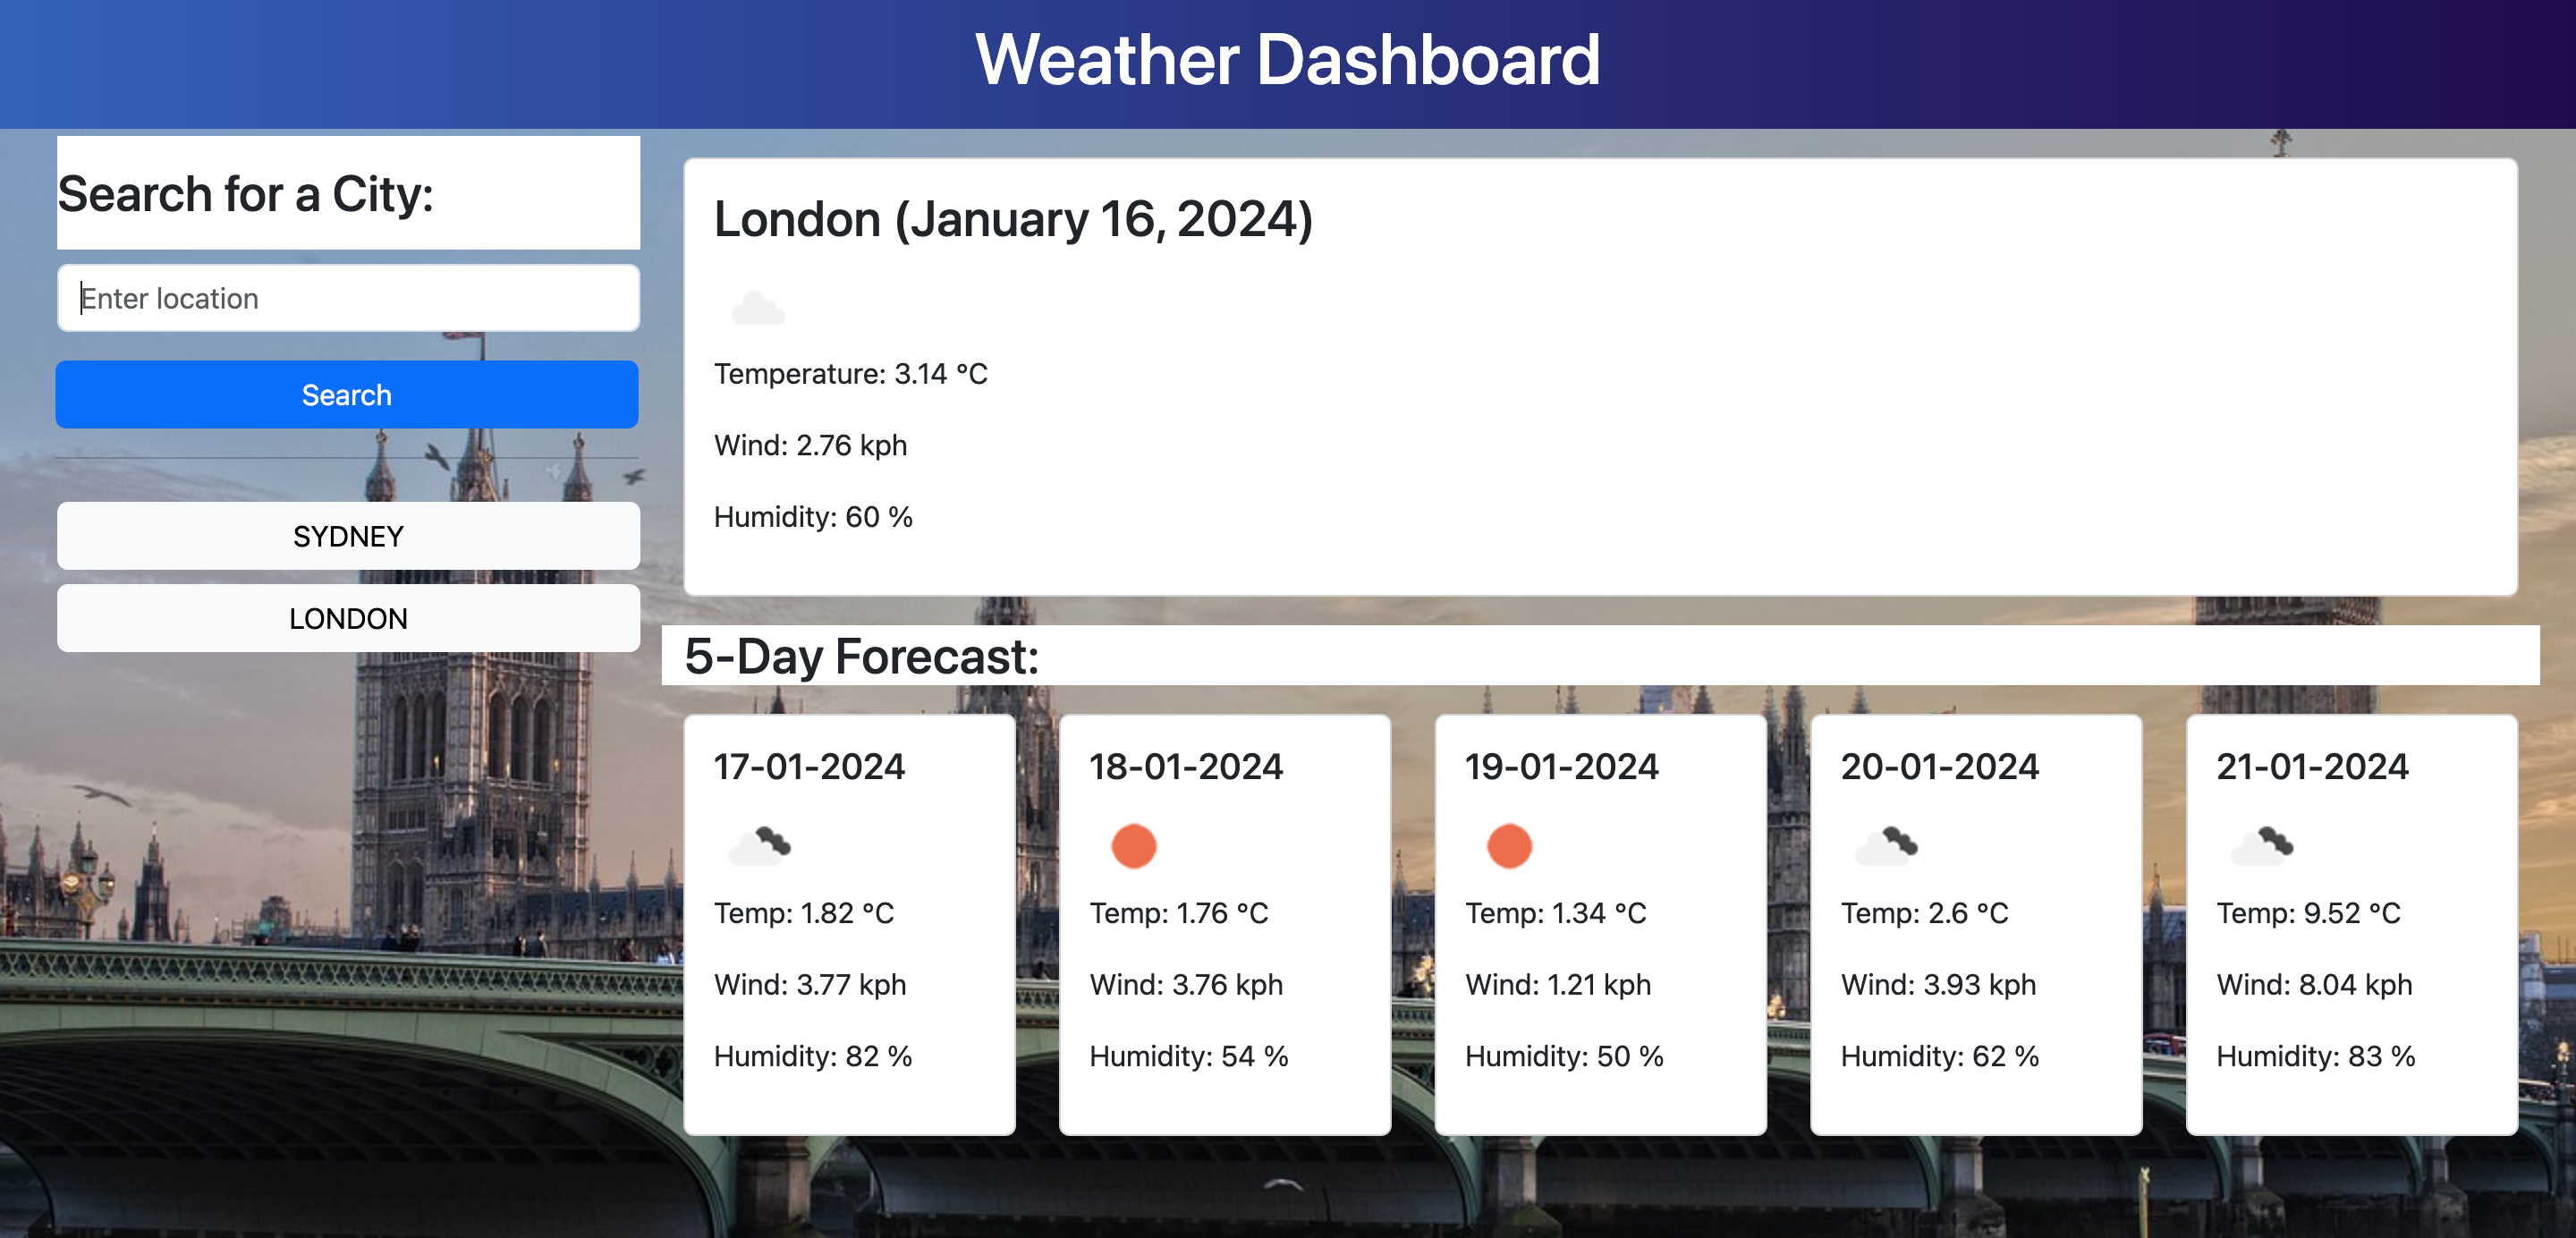 Weather Dashboard
Search for a City:
Enter location
Search
SYDNEY
LONDON
London (January 16, 2024)
Temperature: 3.14 °C
Wind: 2.76 kph
Humidity: 60 %
5-Day Forecast:
17-01-2024
Temp: 1.82 °C
Wind: 3.77 kph
Humidity: 82 %
18-01-2024
Temp: 1.76 °C
Wind: 3.76 kph
Humidity: 54 %
19-01-2024
Temp: 1.34 °C
Wind: 1.21 kph
Humidity: 50 %
20-01-2024
Temp: 2.6 °C
Wind: 3.93 kph
Humidity: 62 %
21-01-2024
Temp: 9.52 °C
Wind: 8.04 kph
Humidity: 83 %